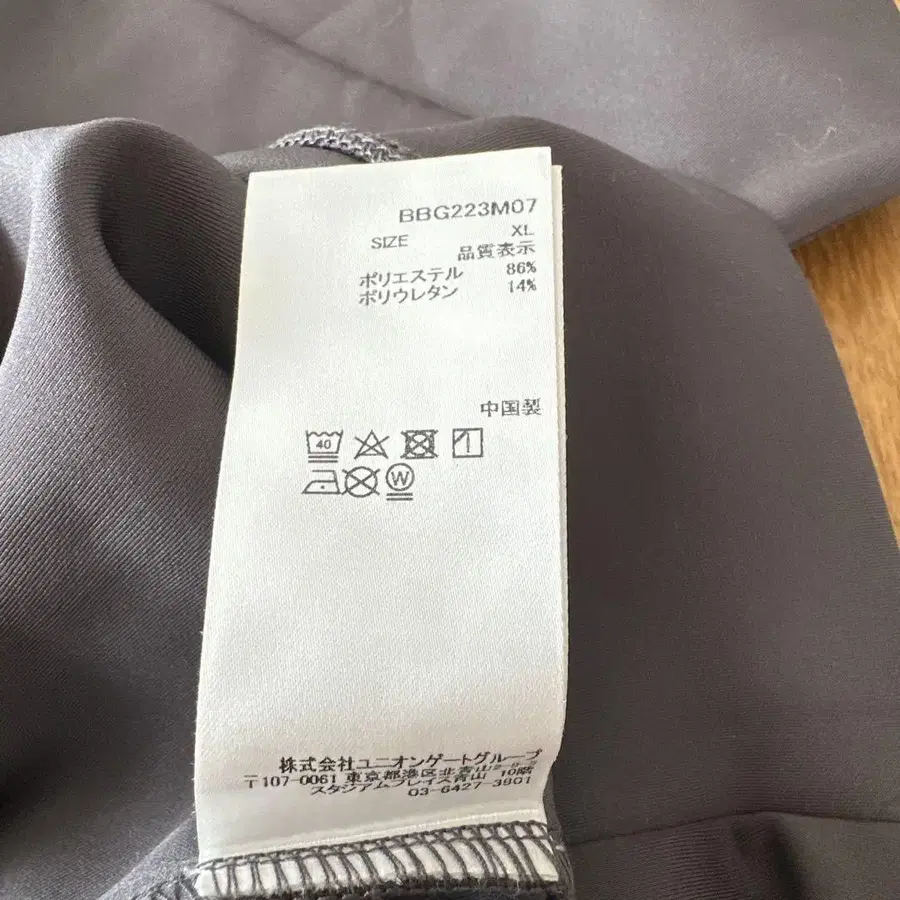 BBG223M07
SIZE XL
品質表示
ポリエステル 86%
ポリウレタン 14%
中国製
40
W
株式会社ユニオンゲートグループ
〒107-0061 東京都港区北青山2-8-
スタジアムプレイス青山 10階
03-6427-3801